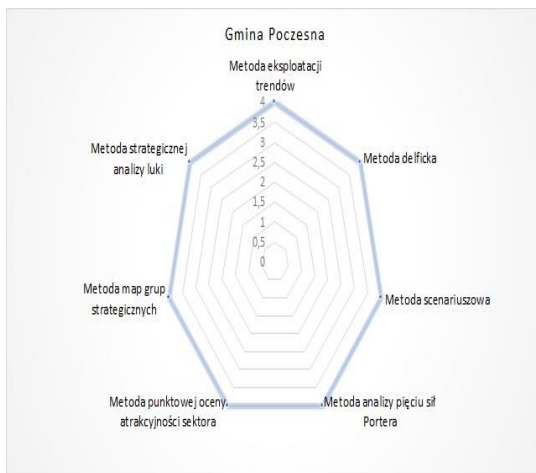 Gmina Poczesna
Metoda eksploatacji
trendów
4
3,5
3
2,5
2
1,5
1
0,5
0
Metoda delficka
Metoda scenariuszowa
Metoda analizy pięciu sił
Portera
Metoda punktowej oceny
atrakcyjności sektora
Metoda map grup
strategicznych
Metoda strategicznej
analizy luki